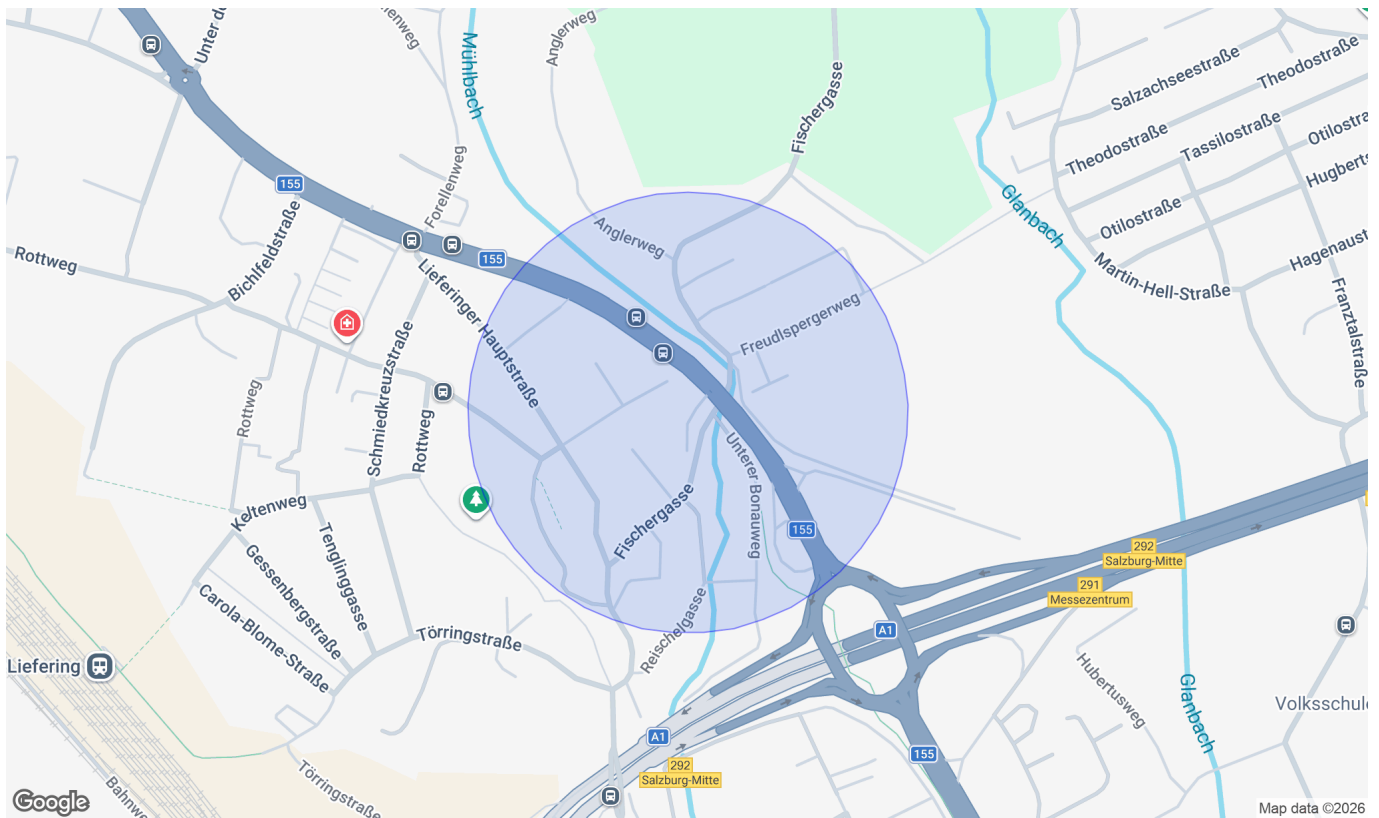 Unter de
Anglerweg
Mühlbach
Fischergasse
Salzachseestraße
Theodostraße
Theodostraße
Tassilostraße
Otilostra
Hugberts
155
Forellenweg
Bichlfeldstraße
Rottweg
155
Anglerweg
Glanbach
Otilostraße
Martin-Hell-Straße
Hagenaust
Franztalstraße
Lieferinger Hauptstraße
Freudlspergerweg
Schmiedkreuzstraße
Rottweg
Rottweg
Unterer Bonauweg
Fischergasse
Keltenweg
Tenglinggasse
Gessenbergstraße
Carola-Blome-Straße
155
292
Salzburg-Mitte
291
Messezentrum
A1
Reischelgasse
Törringstraße
Liefering
Hubertusweg
Glanbach
Volksschule
A1
155
292
Salzburg-Mitte
Törringstraße
Bahnwe
Google
Map data ©2026